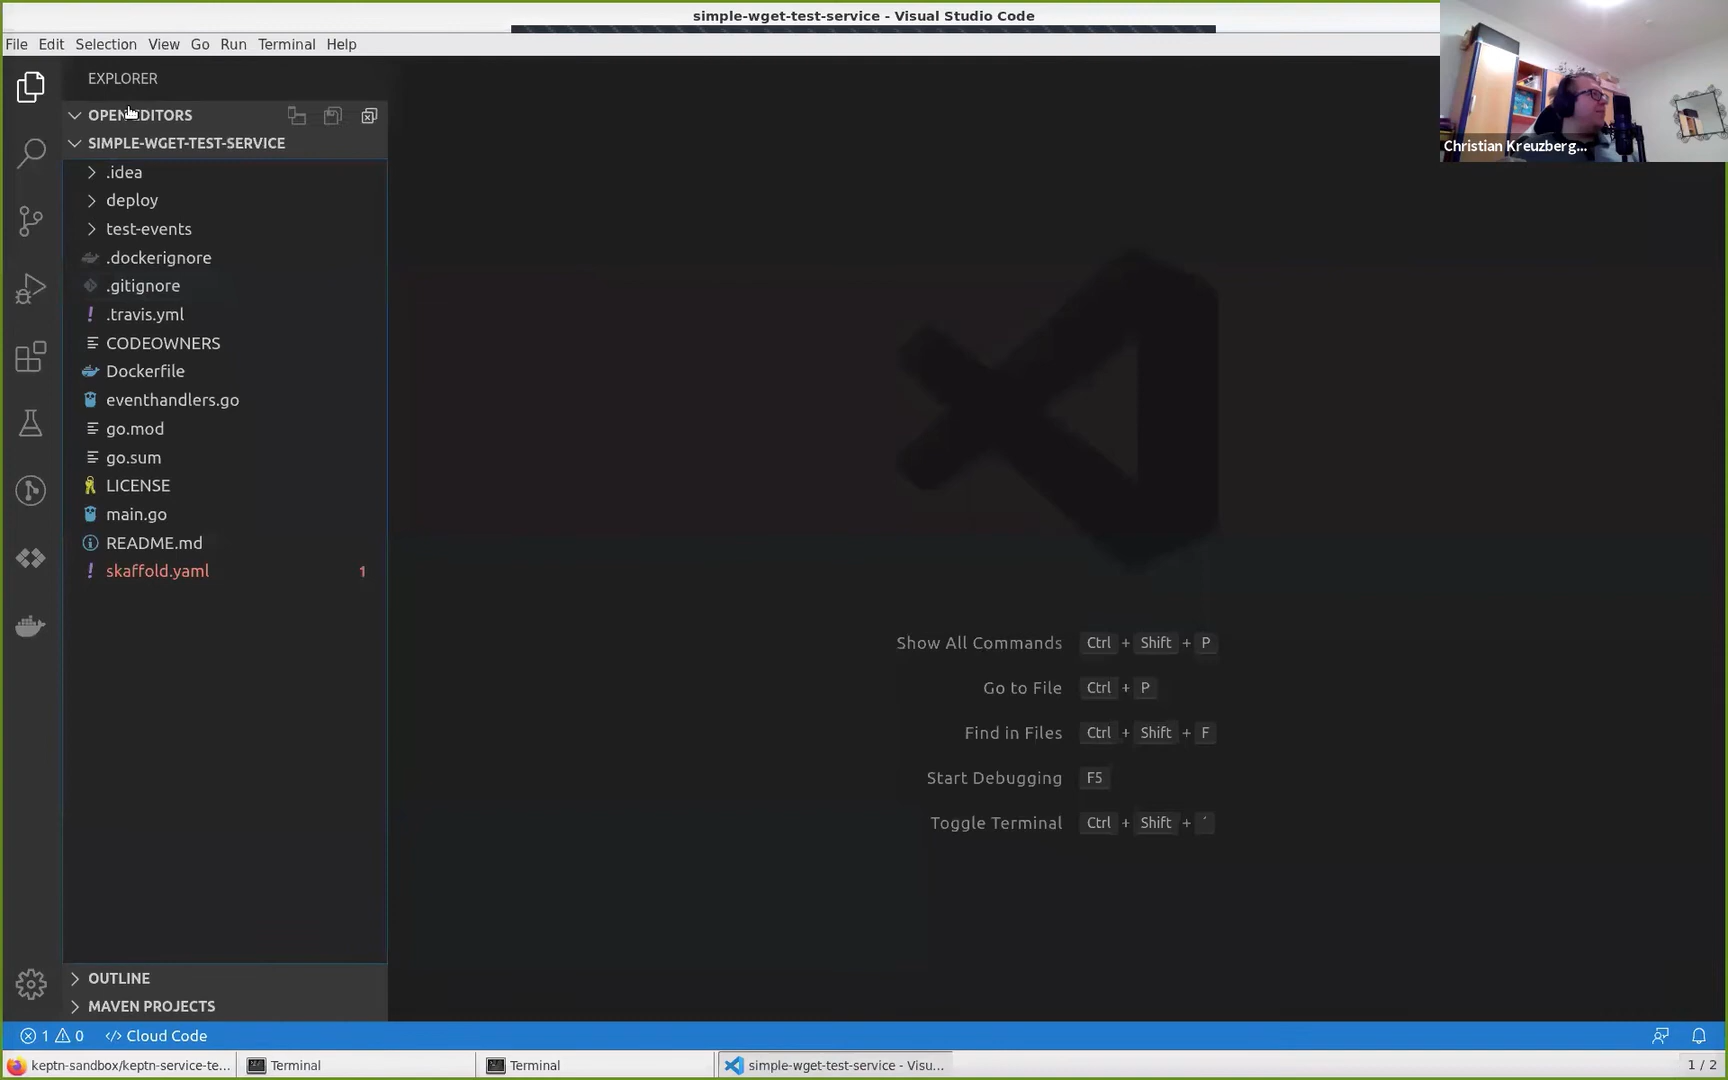 simple-wget-test-service - Visual Studio Code
File Edit Selection View Go Run Terminal Help
EXPLORER
OPEN EDITORS
SIMPLE-WGET-TEST-SERVICE
.idea
deploy
test-events
.dockerignore
.gitignore
.travis.yml
CODEOWNERS
Dockerfile
eventhandlers.go
go.mod
go.sum
LICENSE
main.go
README.md
skaffold.yaml 1
OUTLINE
MAVEN PROJECTS
Christian Kreuzberg...
Show All Commands Ctrl + Shift + P
Go to File Ctrl + P
Find in Files Ctrl + Shift + F
Start Debugging F5
Toggle Terminal Ctrl + Shift + ´
1 0 Cloud Code
keptn-sandbox/keptn-service-te... Terminal Terminal simple-wget-test-service - Visu... 1 / 2